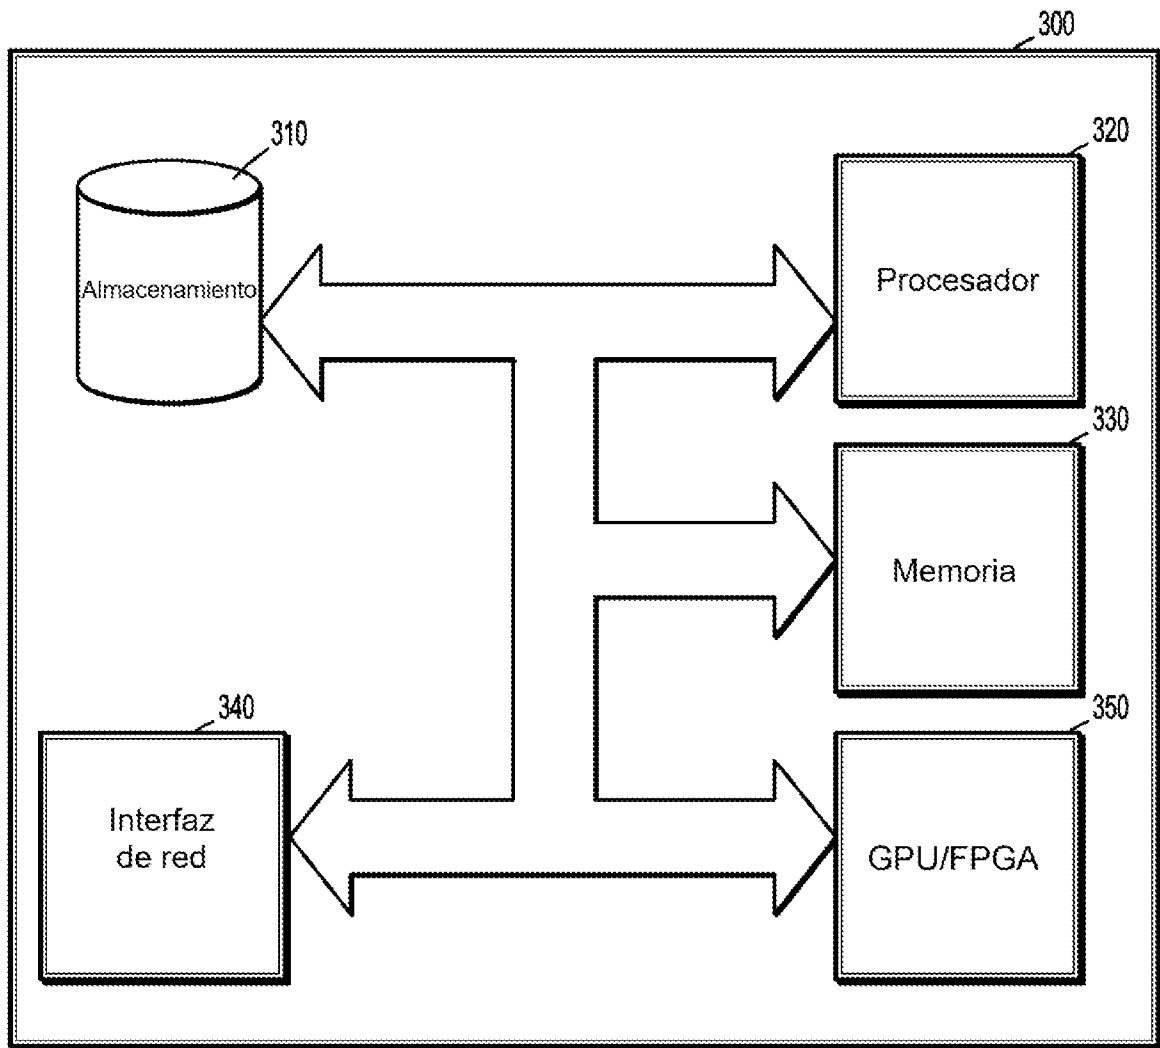 300
310
320
Almacenamiento
Procesador
330
Memoria
340
350
Interfaz
de red
GPU/FPGA